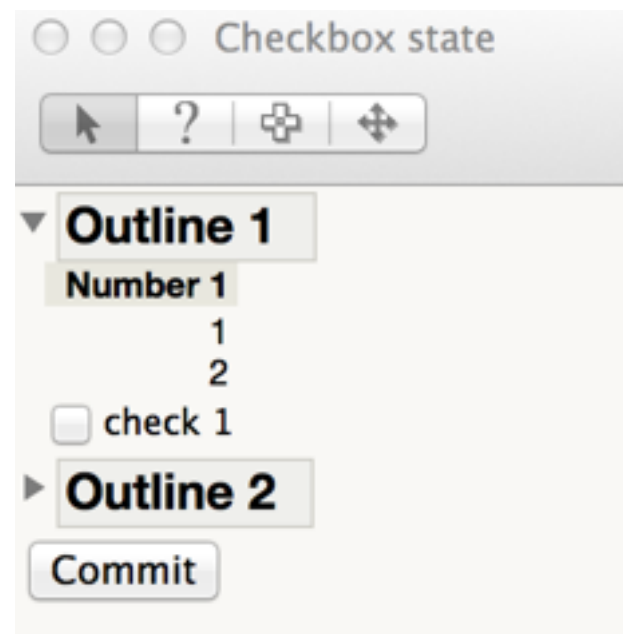 Checkbox state
?
Outline 1
Number 1
1
2
check 1
Outline 2
Commit